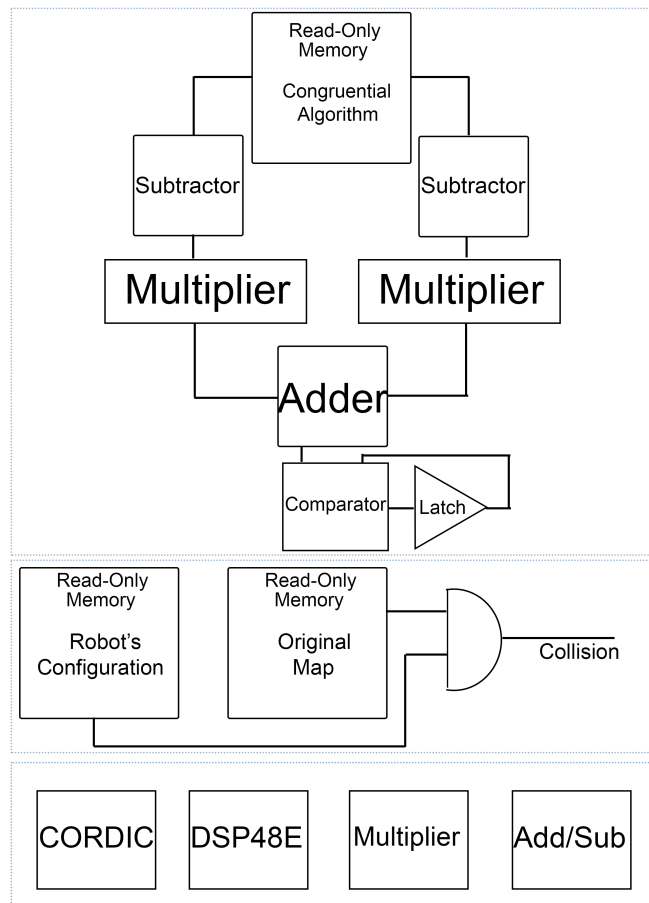 Read-Only
Memory
Congruential
Algorithm
Subtractor
Subtractor
Multiplier
Multiplier
Adder
Comparator
Latch
Read-Only
Memory
Robot's
Configuration
Read-Only
Memory
Original
Map
Collision
CORDIC
DSP48E
Multiplier
Add/Sub